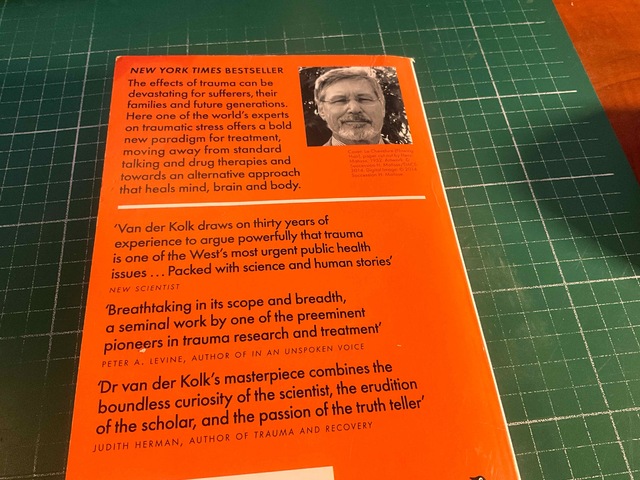 NEW YORK TIMES BESTSELLER
The effects of trauma can be
devastating for sufferers, their
families and future generations.
Here one of the world's experts
on traumatic stress offers a bold
new paradigm for treatment,
moving away from standard
talking and drug therapies and
towards an alternative approach
that heals mind, brain and body.
'Van der Kolk draws on thirty years of
experience to argue powerfully that trauma
is one of the West's most urgent public health
issues ... Packed with science and human stories'
NEW SCIENTIST
'Breathtaking in its scope and breadth,
a seminal work by one of the preeminent
pioneers in trauma research and treatment'
PETER A. LEVINE, AUTHOR OF IN AN UNSPOKEN VOICE
'Dr van der Kolk's masterpiece combines the
boundless curiosity of the scientist, the erudition
of the scholar, and the passion of the truth teller'
JUDITH HERMAN, AUTHOR OF TRAUMA AND RECOVERY